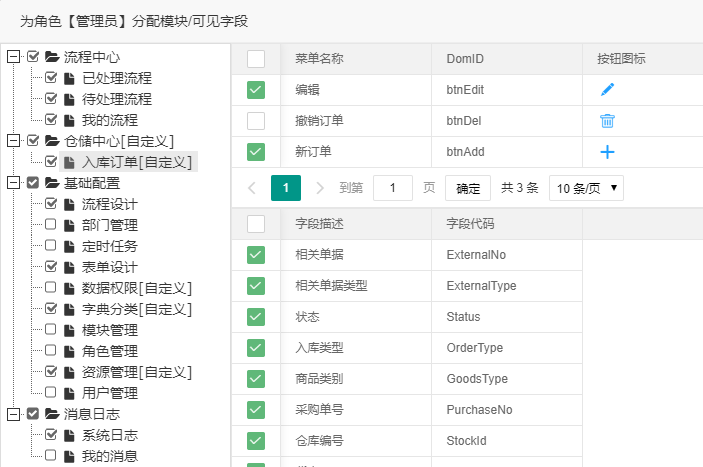 为角色【管理员】分配模块/可见字段
流程中心
已处理流程
待处理流程
我的流程
仓储中心[自定义]
入库订单[自定义]
基础配置
流程设计
部门管理
定时任务
表单设计
数据权限[自定义]
字典分类[自定义]
模块管理
角色管理
资源管理[自定义]
用户管理
消息日志
系统日志
我的消息
菜单名称 DomID 按钮图标
编辑 btnEdit
撤销订单 btnDel
新订单 btnAdd
1 到第 1 页 确定 共 3 条 10 条/页
字段描述 字段代码
相关单据 ExternalNo
相关单据类型 ExternalType
状态 Status
入库类型 OrderType
商品类别 GoodsType
采购单号 PurchaseNo
仓库编号 StockId